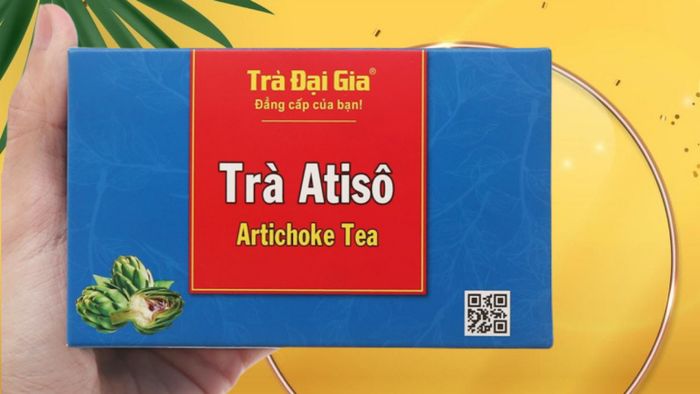 Trà Đại Gia®
Đẳng cấp của bạn!
Trà Atisô
Artichoke Tea